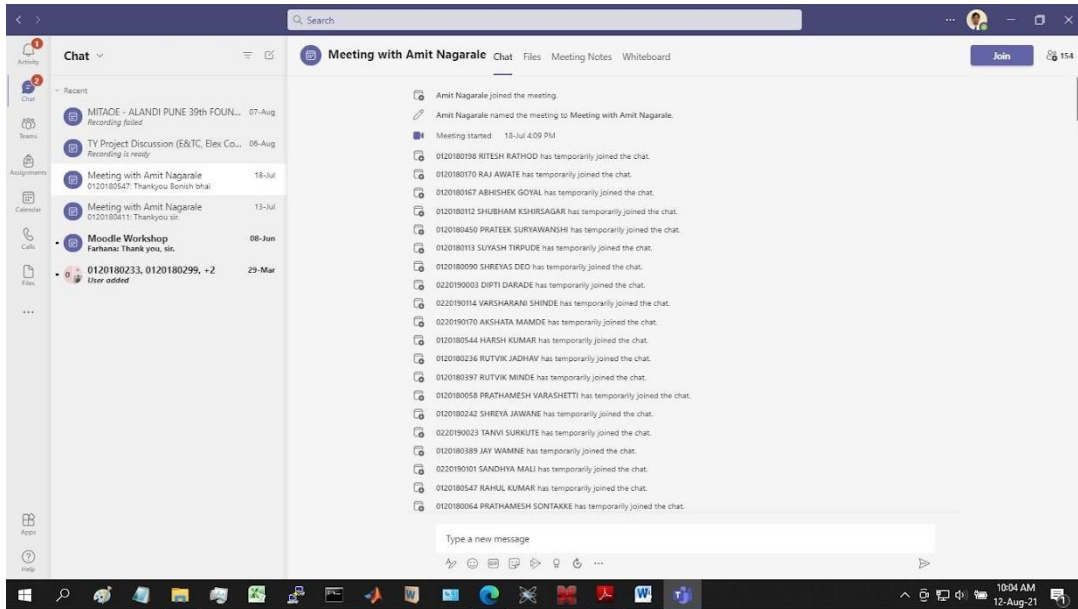 Search
1
Activity
2
Chat
Teams
Assignments
Calendar
Calls
Files
...
Apps
Help
Chat
Recent
MITAOE - ALANDI PUNE 39th FOUN... 07-Aug
Recording failed
TY Project Discussion (E&TC, Elex Co... 06-Aug
Recording is ready
Meeting with Amit Nagarale 18-Jul
0120180547: Thankyou Bonish bhai
Meeting with Amit Nagarale 13-Jul
0120180411: Thankyou sir.
Moodle Workshop 08-Jun
Farhana: Thank you, sir.
0120180233, 0120180299, +2 29-Mar
User added
Meeting with Amit Nagarale Chat Files Meeting Notes Whiteboard Join 154
Amit Nagarale joined the meeting.
Amit Nagarale named the meeting to Meeting with Amit Nagarale.
Meeting started 18-Jul 4:09 PM
0120180198 RITESH RATHOD has temporarily joined the chat.
0120180170 RAJ AWATE has temporarily joined the chat.
0120180167 ABHISHEK GOYAL has temporarily joined the chat.
0120180112 SHUBHAM KSHIRSAGAR has temporarily joined the chat.
0120180450 PRATEEK SURYAWANSHI has temporarily joined the chat.
0120180113 SUYASH TIRPUDE has temporarily joined the chat.
0120180090 SHREYAS DEO has temporarily joined the chat.
0220190003 DIPTI DARADE has temporarily joined the chat.
0220190114 VARSHARANI SHINDE has temporarily joined the chat.
0220190170 AKSHATA MAMDE has temporarily joined the chat.
0120180544 HARSH KUMAR has temporarily joined the chat.
0120180236 RUTVIK JADHAV has temporarily joined the chat.
0120180397 RUTVIK MINDE has temporarily joined the chat.
0120180058 PRATHAMESH VARASHETTI has temporarily joined the chat.
0120180242 SHREYA JAWANE has temporarily joined the chat.
0220190023 TANVI SURKUTE has temporarily joined the chat.
0120180389 JAY WAMNE has temporarily joined the chat.
0220190101 SANDHYA MALI has temporarily joined the chat.
0120180547 RAHUL KUMAR has temporarily joined the chat.
0120180064 PRATHAMESH SONTAKKE has temporarily joined the chat.
Type a new message
GIF
10:04 AM
12-Aug-21